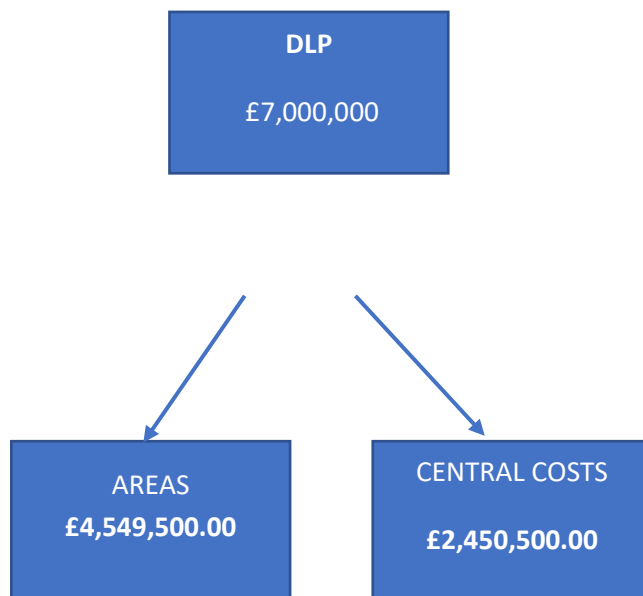 DLP
£7,000,000
AREAS
£4,549,500.00
CENTRAL COSTS
£2,450,500.00